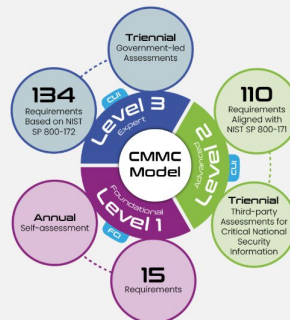 Triennial
Government-led
Assessments
134
Requirements
Based on NIST
SP 800-172
CUI
Level 3
Expert
110
Requirements
Aligned with
NIST SP 800-171
CMMC
Model
Level 2
Advanced
CUI
Annual
Self-assessment
Foundational
Level 1
FCI
Triennial
Third-party
Assessments for
Critical National
Security
Information
15
Requirements